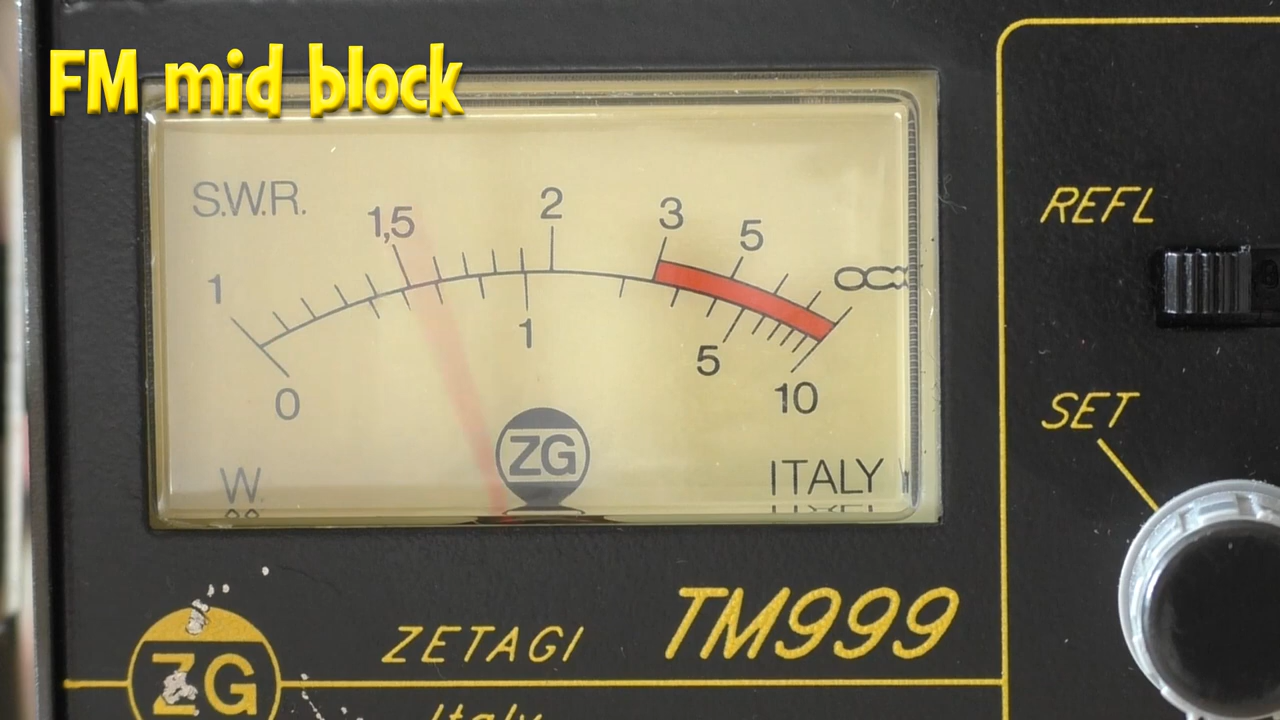 FM mid block
S.W.R.
1 1,5 2 3 5 ∞
0 1 5 10
ZG
W.
ITALY
REFL
SET
ZETAGI TM999
ZG
Italy